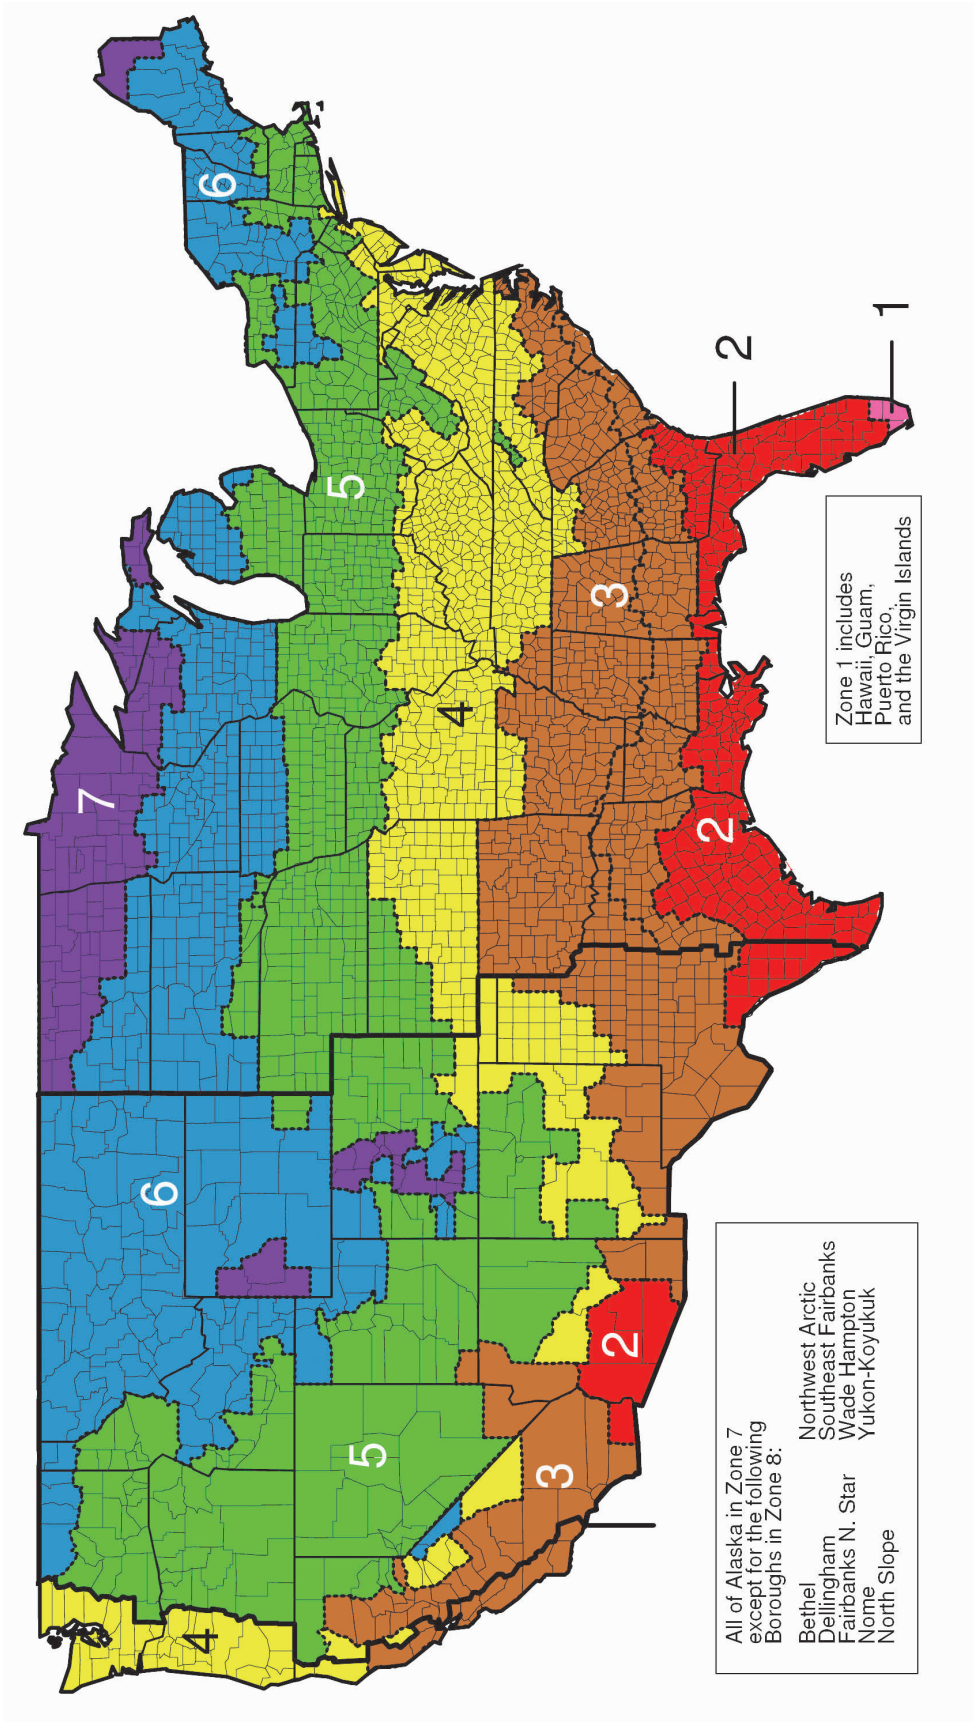 7
6
6
5
5
4
4
3
3
2
2
2
1
All of Alaska in Zone 7
except for the following
Boroughs in Zone 8:
Bethel
Dellingham
Fairbanks N. Star
Nome
North Slope
Northwest Arctic
Southeast Fairbanks
Wade Hampton
Yukon-Koyukuk
Zone 1 includes
Hawaii, Guam,
Puerto Rico,
and the Virgin Islands